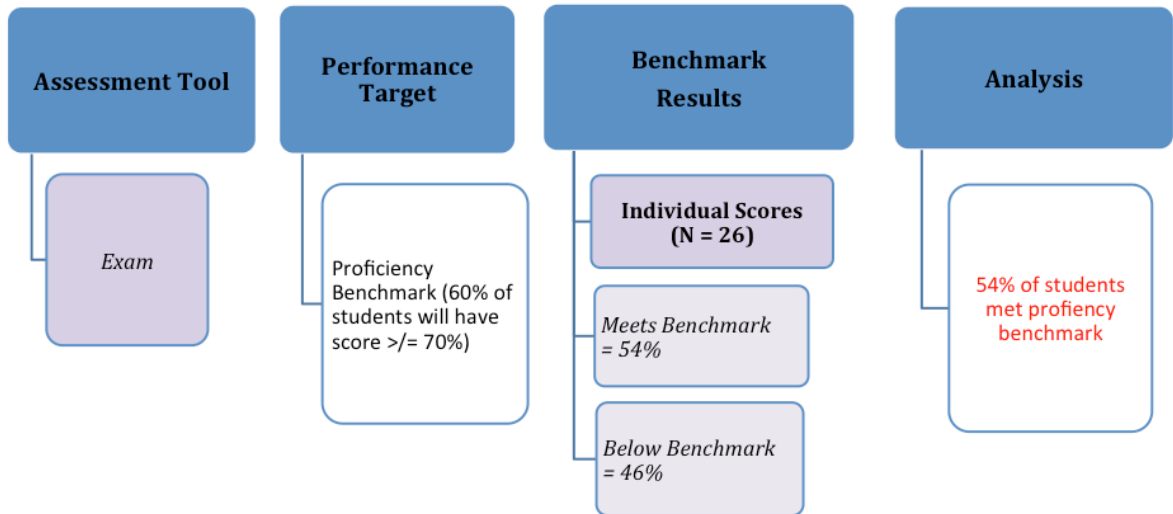 Assessment Tool
Exam
Performance
Target
Proficiency
Benchmark (60% of
students will have
score >/= 70%)
Benchmark
Results
Individual Scores
(N = 26)
Meets Benchmark
= 54%
Below Benchmark
= 46%
Analysis
54% of students
met profiency
benchmark